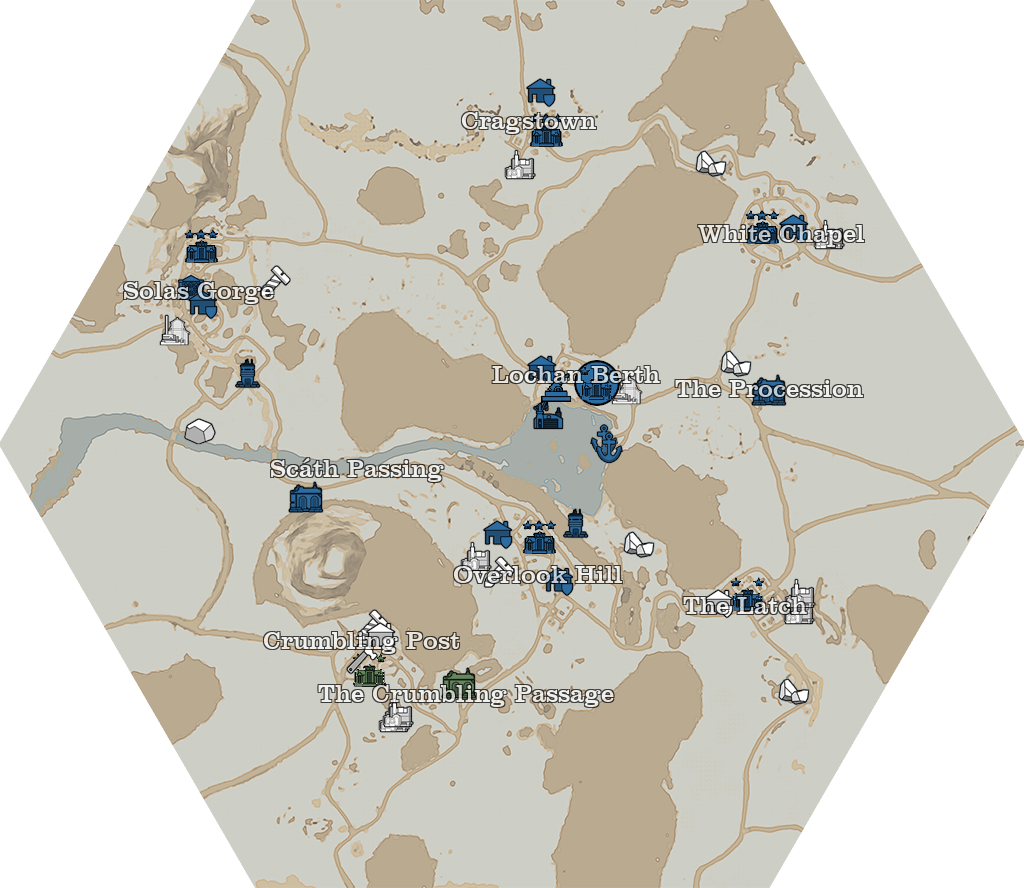 Cragstown
White Chapel
Solas Gorge
Lochan Berth
The Procession
Scáth Passing
Overlook Hill
The Latch
Crumbling Post
The Crumbling Passage